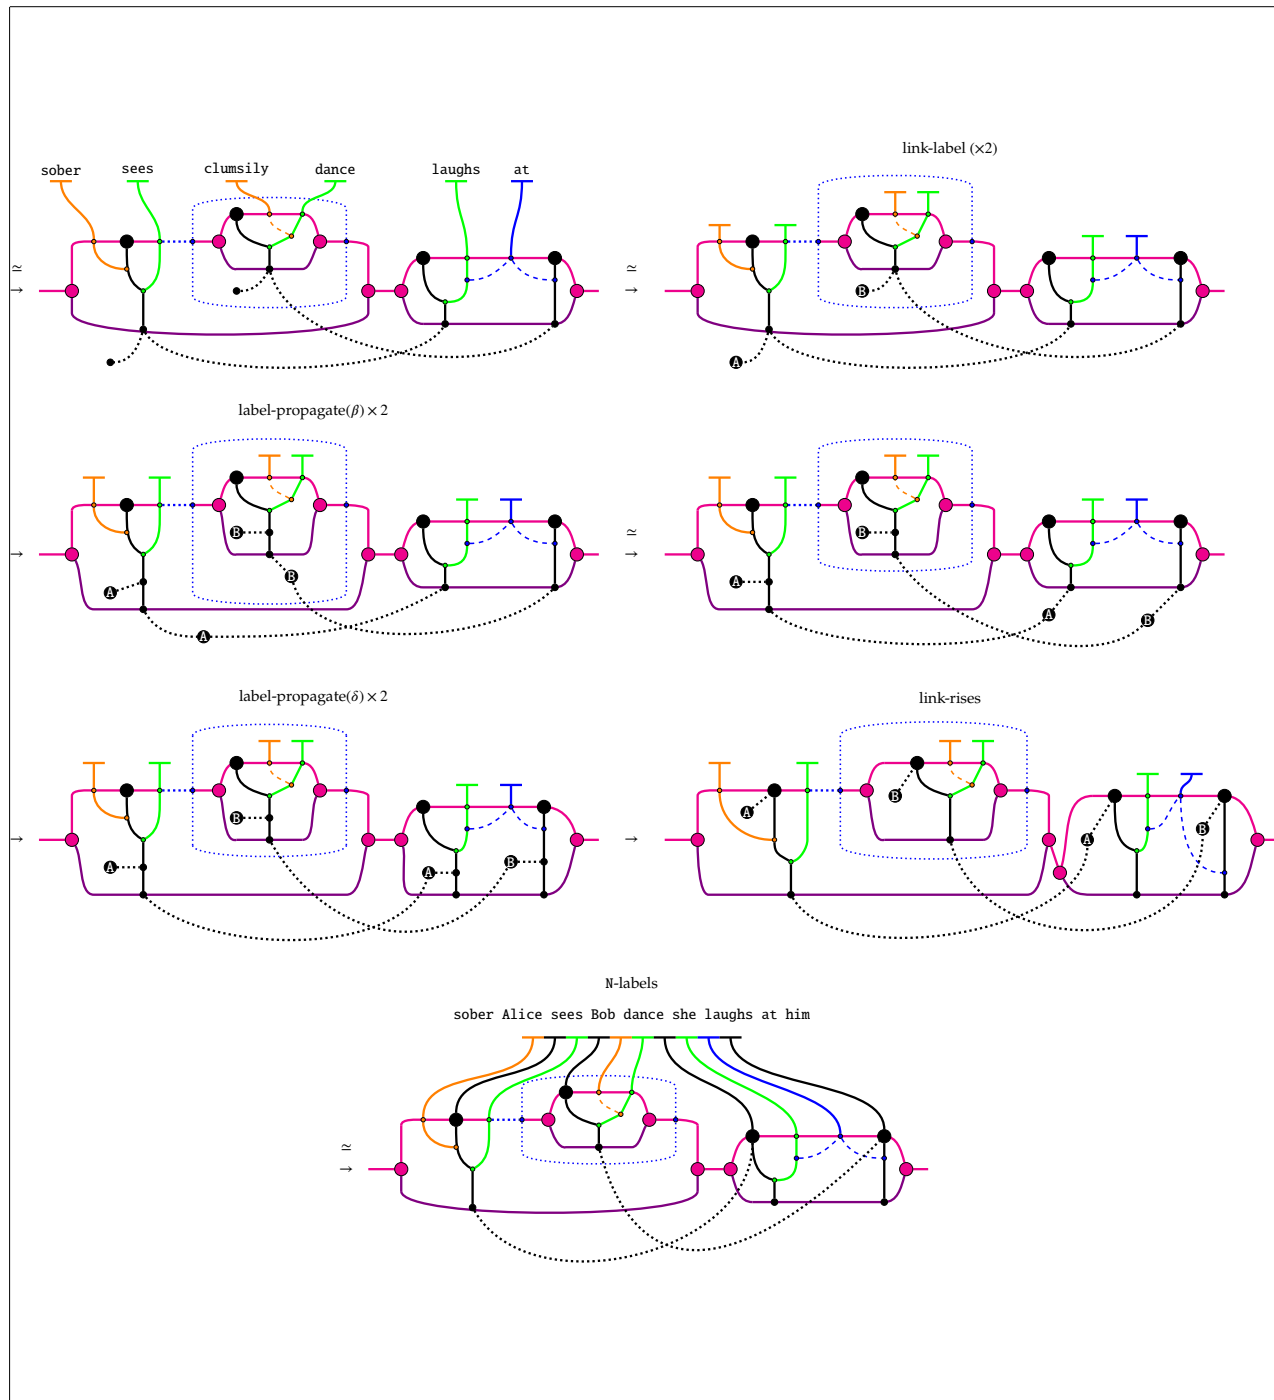 sober sees clumsily dance laughs at
link-label (×2)
≃
→
≃
→
B
A
label-propagate(β) × 2
→
B
B
A
A
≃
→
B
A
A
B
label-propagate(δ) × 2
link-rises
→
B
A
A
B
→
A
B
A
B
N-labels
sober Alice sees Bob dance she laughs at him
≃
→